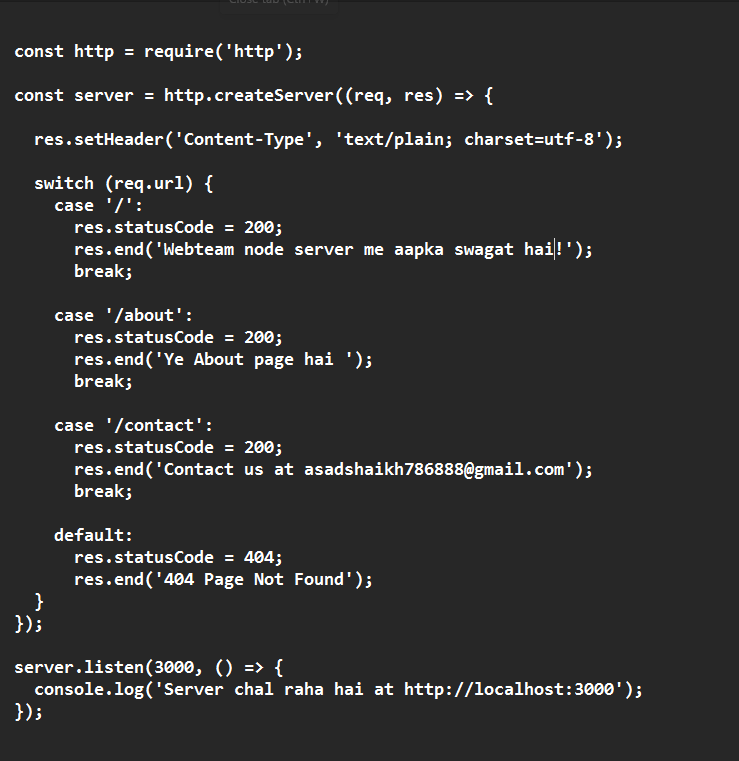 Close tab (Ctrl+W)
const http = require('http');
const server = http.createServer((req, res) => {
res.setHeader('Content-Type', 'text/plain; charset=utf-8');
switch (req.url) {
case '/':
res.statusCode = 200;
res.end('Webteam node server me aapka swagat hai!');
break;
case '/about':
res.statusCode = 200;
res.end('Ye About page hai ');
break;
case '/contact':
res.statusCode = 200;
res.end('Contact us at asadshaikh786888@gmail.com');
break;
default:
res.statusCode = 404;
res.end('404 Page Not Found');
}
});
server.listen(3000, () => {
console.log('Server chal raha hai at http://localhost:3000');
});